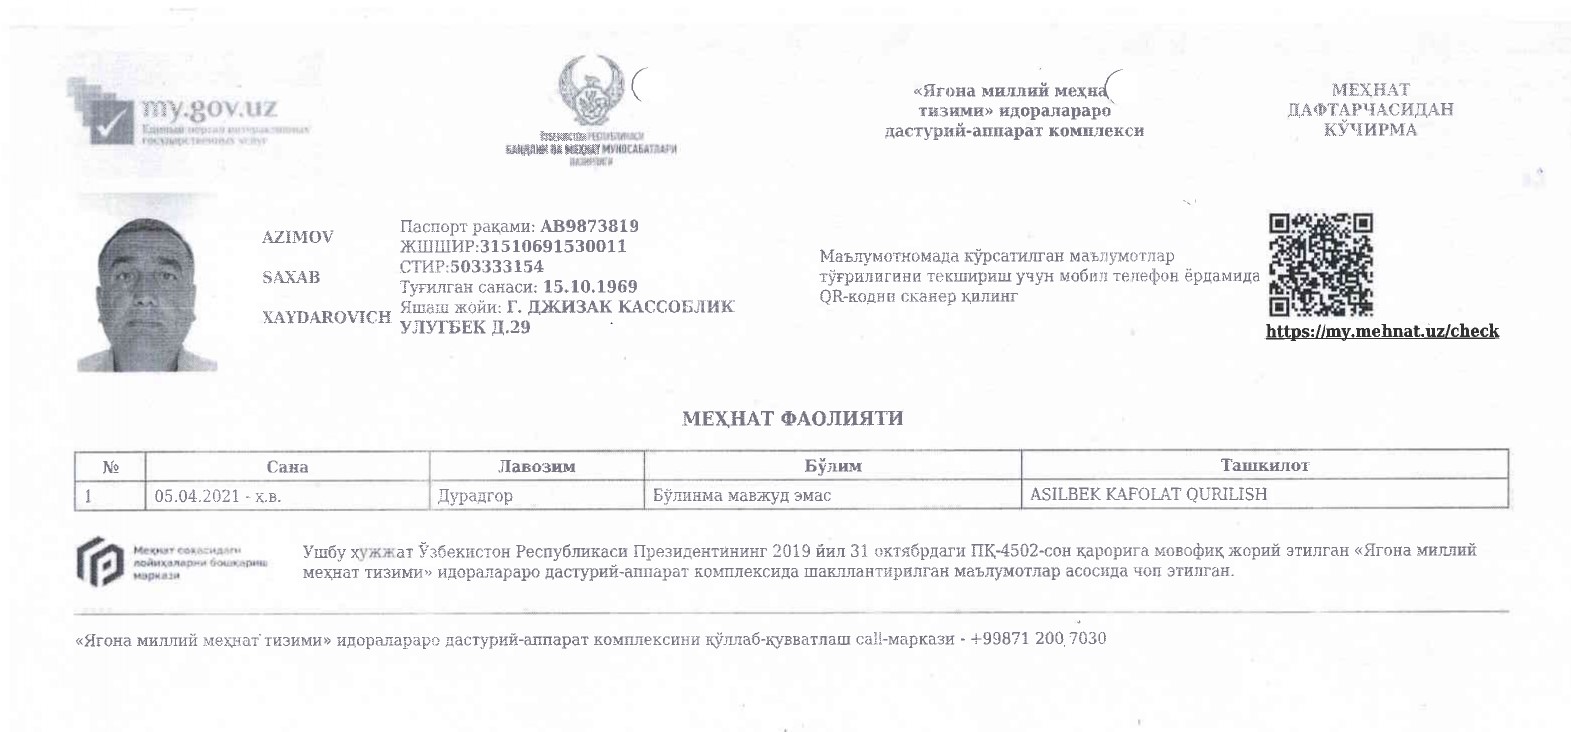 my.gov.uz
Единый портал интерактивных
государственных услуг
ЎЗБЕКИСТОН РЕСПУБЛИКАСИ
БАНДЛИК ВА МЕҲНАТ МУНОСАБАТЛАРИ
ВАЗИРЛИГИ
«Ягона миллий меҳна
тизими» идоралараро
дастурий-аппарат комплекси
МЕҲНАТ
ДАФТАРЧАСИДАН
КЎЧИРМА
AZIMOV
SAXAB
XAYDAROVICH
Паспорт рақами: AB9873819
ЖШШИР:31510691530011
СТИР:503333154
Туғилган санаси: 15.10.1969
Яшаш жойи: Г. ДЖИЗАК КАССОБЛИК
УЛУГБЕК Д.29
Маълумотномада кўрсатилган маълумотлар
тўғрилигини текшириш учун мобил телефон ёрдамида
QR-кодни сканер қилинг
https://my.mehnat.uz/check
МЕҲНАТ ФАОЛИЯТИ
№ Сана Лавозим Бўлим Ташкилот
1 05.04.2021 - ҳ.в. Дурадгор Бўлинма мавжуд эмас ASILBEK KAFOLAT QURILISH
Меҳнат соҳасидаги
лойиҳаларни бошқариш
маркази
Ушбу ҳужжат Ўзбекистон Республикаси Президентининг 2019 йил 31 октябрдаги ПҚ-4502-сон қарорига мовофиқ жорий этилган «Ягона миллий
меҳнат тизими» идоралараро дастурий-аппарат комплексида шакллантирилган маълумотлар асосида чоп этилган.
«Ягона миллий меҳнат тизими» идоралараро дастурий-аппарат комплексини қўллаб-қувватлаш call-маркази - +99871 200 7030